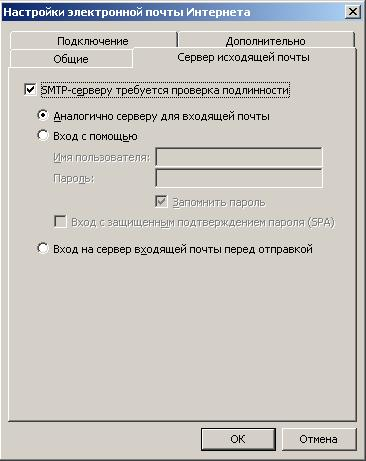 Настройки электронной почты Интернета
Подключение Дополнительно
Общие Сервер исходящей почты
SMTP-серверу требуется проверка подлинности
Аналогично серверу для входящей почты
Вход с помощью
Имя пользователя:
Пароль:
Запомнить пароль
Вход с защищенным подтверждением пароля (SPA)
Вход на сервер входящей почты перед отправкой
ОК Отмена